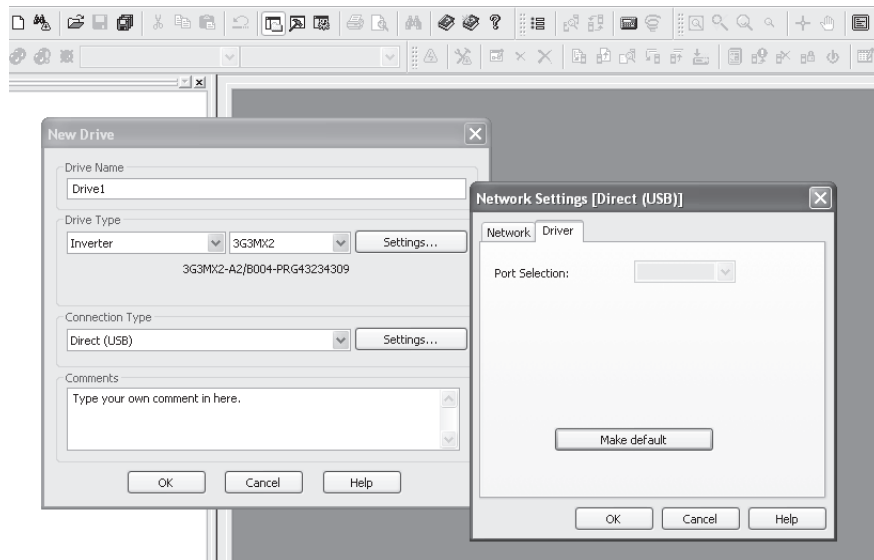 New Drive
Drive Name
Drive1
Drive Type
Inverter
3G3MX2
Settings...
3G3MX2-A2/B004-PRG43234309
Connection Type
Direct (USB)
Settings...
Comments
Type your own comment in here.
OK
Cancel
Help
Network Settings [Direct (USB)]
Network
Driver
Port Selection:
Make default
OK
Cancel
Help